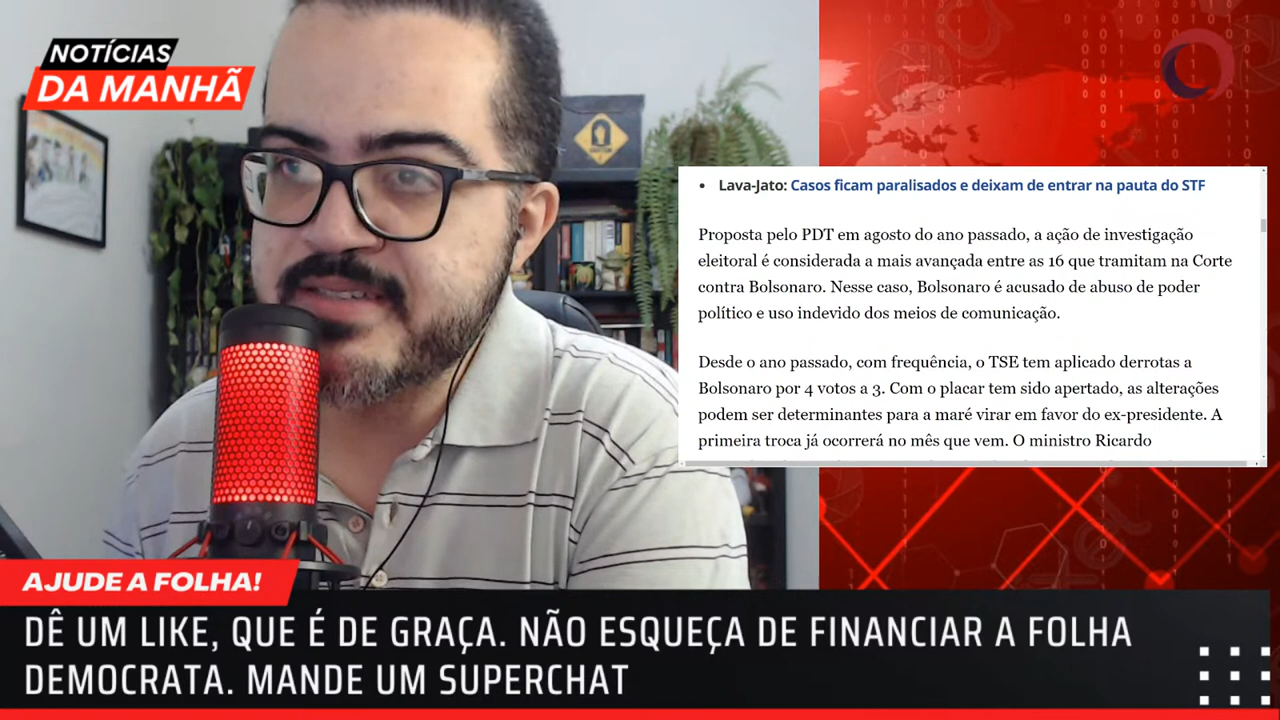 NOTÍCIAS
DA MANHÃ
• Lava-Jato: Casos ficam paralisados e deixam de entrar na pauta do STF
Proposta pelo PDT em agosto do ano passado, a ação de investigação
eleitoral é considerada a mais avançada entre as 16 que tramitam na Corte
contra Bolsonaro. Nesse caso, Bolsonaro é acusado de abuso de poder
político e uso indevido dos meios de comunicação.
Desde o ano passado, com frequência, o TSE tem aplicado derrotas a
Bolsonaro por 4 votos a 3. Com o placar tem sido apertado, as alterações
podem ser determinantes para a maré virar em favor do ex-presidente. A
primeira troca já ocorrerá no mês que vem. O ministro Ricardo
AJUDE A FOLHA!
DÊ UM LIKE, QUE É DE GRAÇA. NÃO ESQUEÇA DE FINANCIAR A FOLHA
DEMOCRATA. MANDE UM SUPERCHAT